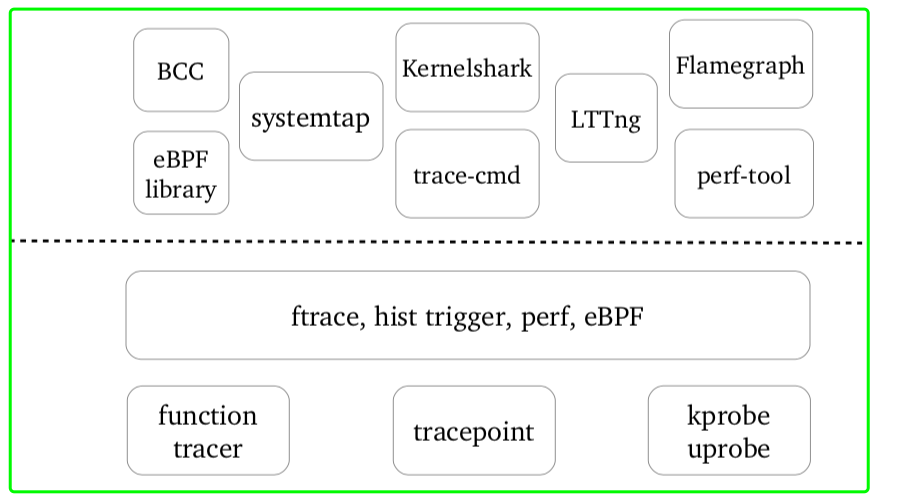 BCC
systemtap
Kernelshark
LTTng
Flamegraph
eBPF
library
trace-cmd
perf-tool
ftrace, hist trigger, perf, eBPF
function
tracer
tracepoint
kprobe
uprobe